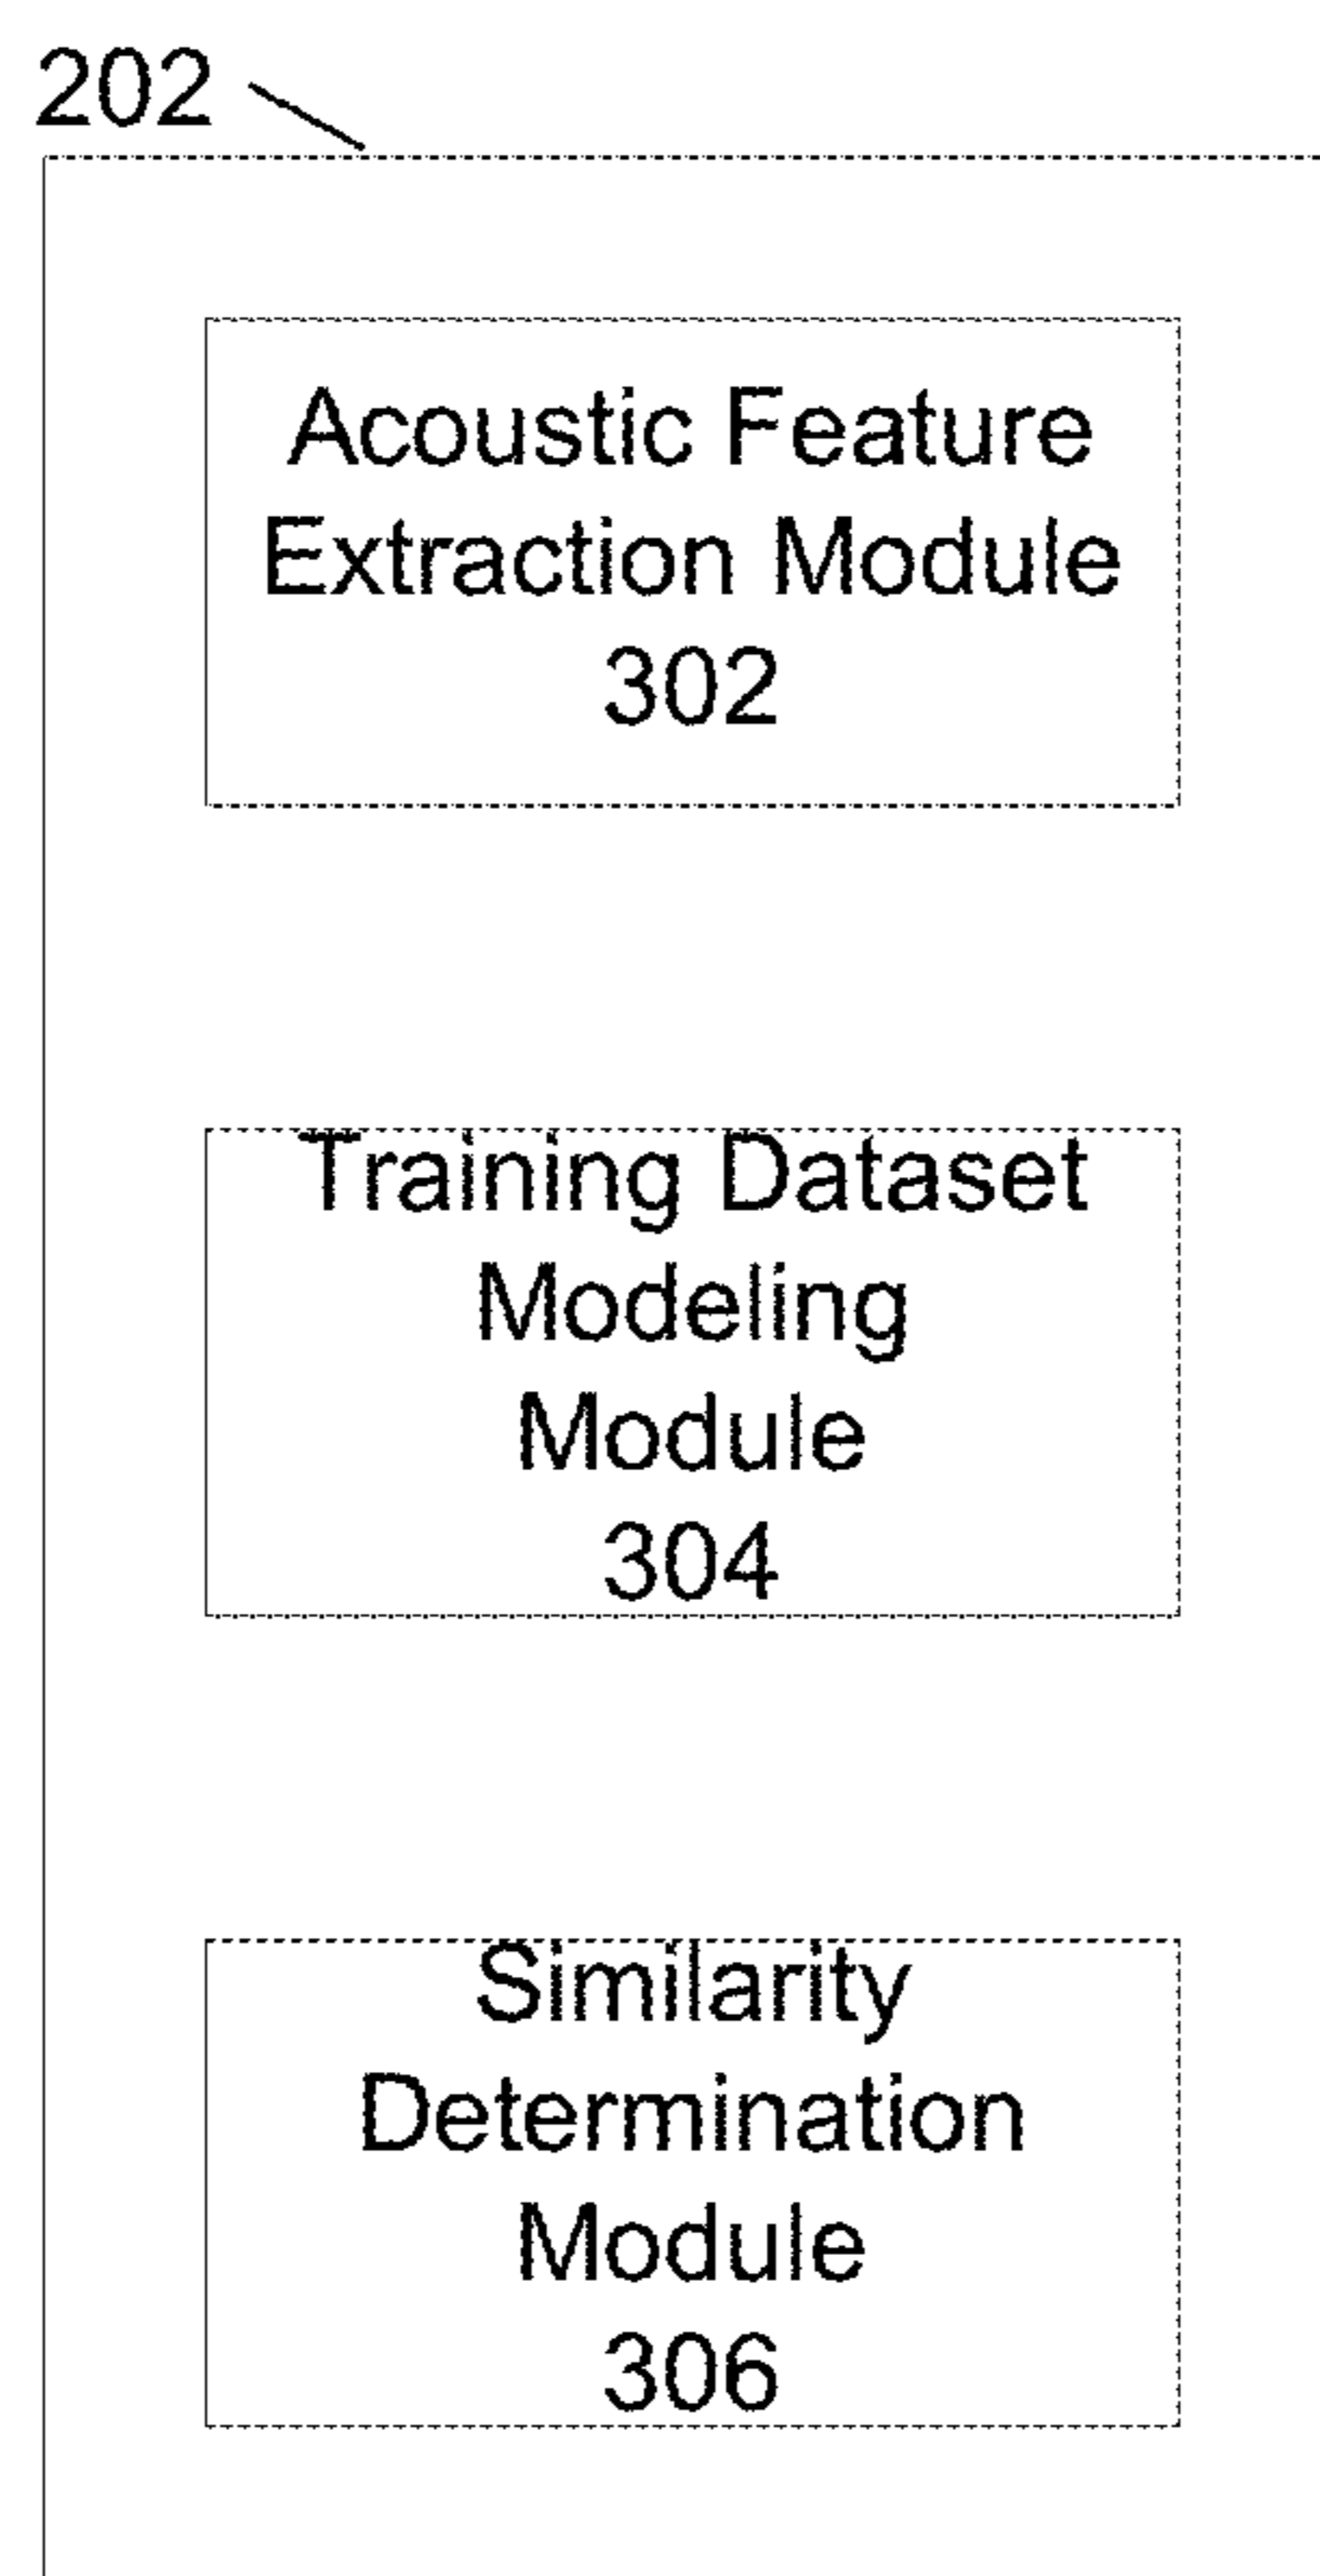 202
Acoustic Feature
Extraction Module
302
Training Dataset
Modeling
Module
304
Similarity
Determination
Module
306